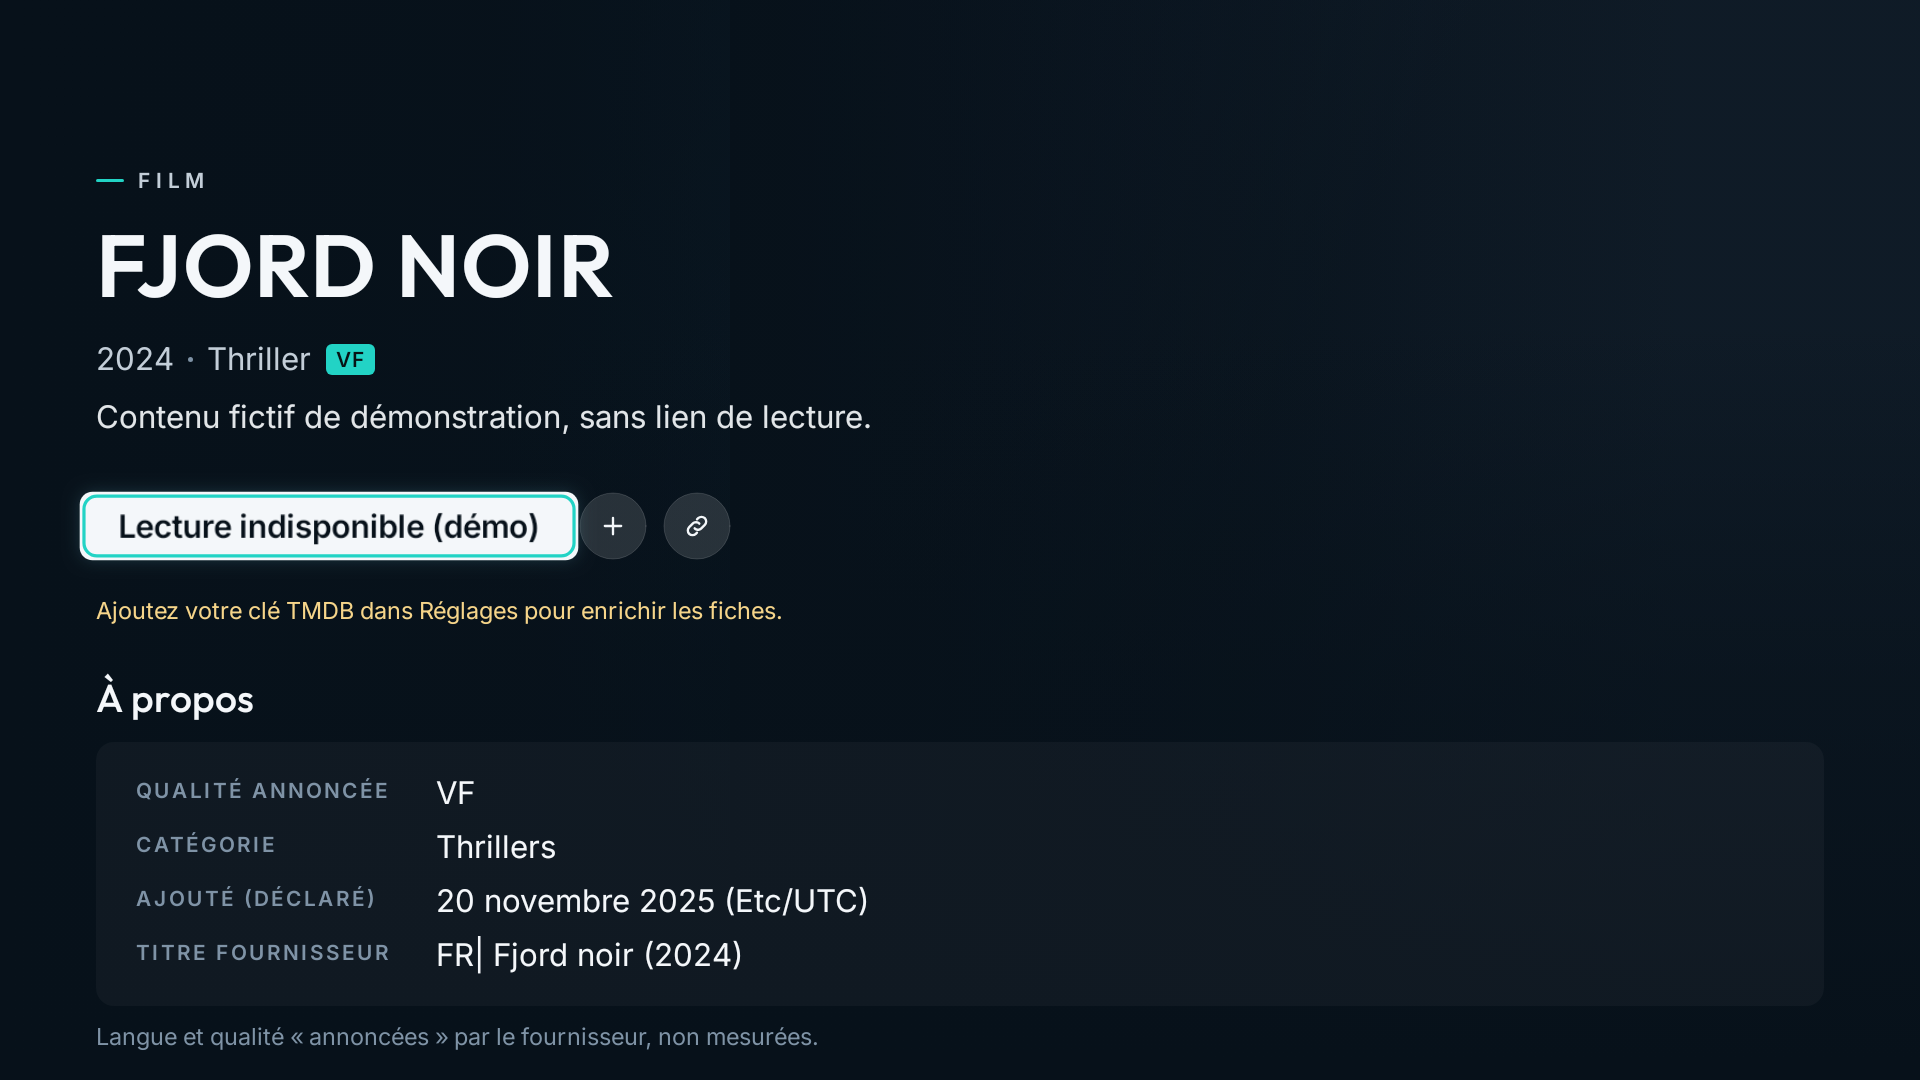 FILM
FJORD NOIR
2024 · Thriller VF
Contenu fictif de démonstration, sans lien de lecture.
Lecture indisponible (démo)
Ajoutez votre clé TMDB dans Réglages pour enrichir les fiches.
À propos
QUALITÉ ANNONCÉE VF
CATÉGORIE Thrillers
AJOUTÉ (DÉCLARÉ) 20 novembre 2025 (Etc/UTC)
TITRE FOURNISSEUR FR| Fjord noir (2024)
Langue et qualité « annoncées » par le fournisseur, non mesurées.